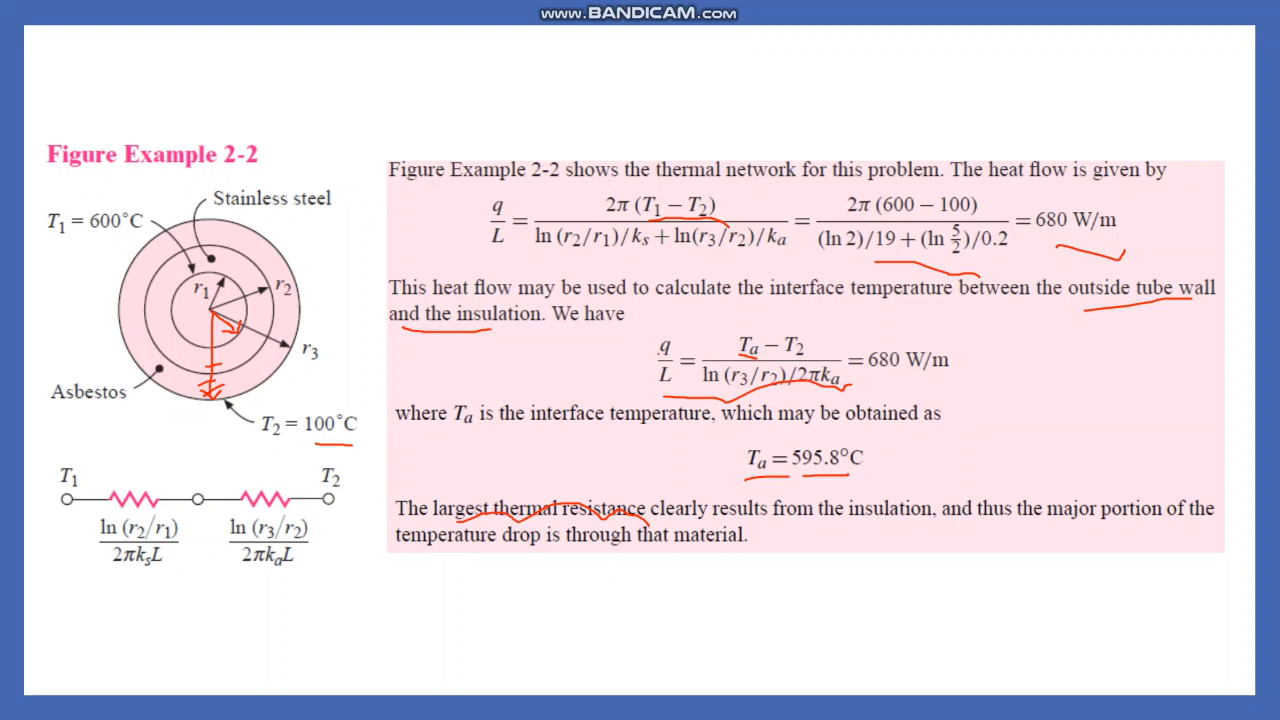 www.BANDICAM.com
Figure Example 2-2
Stainless steel
T₁ = 600°C
r₁
r₂
r₃
Asbestos
T₂ = 100°C
T₁ T₂
ln (r₂/r₁) / 2πkₛL
ln (r₃/r₂) / 2πkₐL
Figure Example 2-2 shows the thermal network for this problem. The heat flow is given by
q/L = 2π (T₁ − T₂) / [ln (r₂/r₁)/kₛ + ln(r₃/r₂)/kₐ] = 2π (600 − 100) / [(ln 2)/19 + (ln 5/2)/0.2] = 680 W/m
This heat flow may be used to calculate the interface temperature between the outside tube wall
and the insulation. We have
q/L = (Tₐ − T₂) / [ln (r₃/r₂)/2πkₐ] = 680 W/m
where Tₐ is the interface temperature, which may be obtained as
Tₐ = 595.8°C
The largest thermal resistance clearly results from the insulation, and thus the major portion of the
temperature drop is through that material.